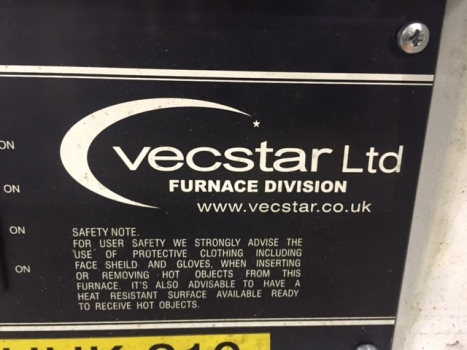 vecstar Ltd
FURNACE DIVISION
www.vecstar.co.uk
ON
ON
ON
ON
SAFETY NOTE.
FOR USER SAFETY WE STRONGLY ADVISE THE
'USE' OF PROTECTIVE CLOTHING INCLUDING
FACE SHEILD AND GLOVES, WHEN INSERTING
OR REMOVING HOT OBJECTS FROM THIS
FURNACE. IT'S ALSO ADVISABLE TO HAVE A
HEAT RESISTANT SURFACE AVAILABLE READY
TO RECEIVE HOT OBJECTS.